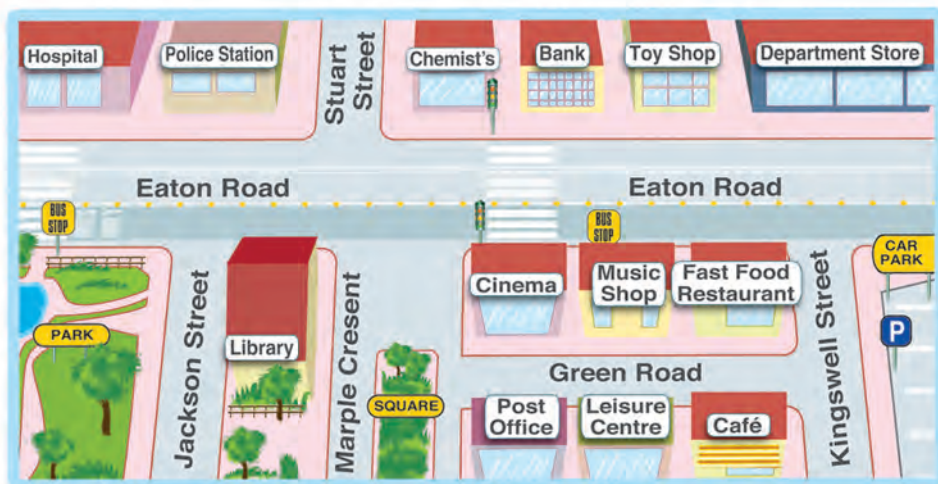 Hospital
Police Station
Stuart
Street
Chemist's
Bank
Toy Shop
Department Store
Eaton Road
Eaton Road
BUS
STOP
BUS
STOP
CAR
PARK
P
Cinema
Music
Shop
Fast Food
Restaurant
Kingswell Street
PARK
Jackson Street
Library
Marple Cresent
SQUARE
Green Road
Post
Office
Leisure
Centre
Café